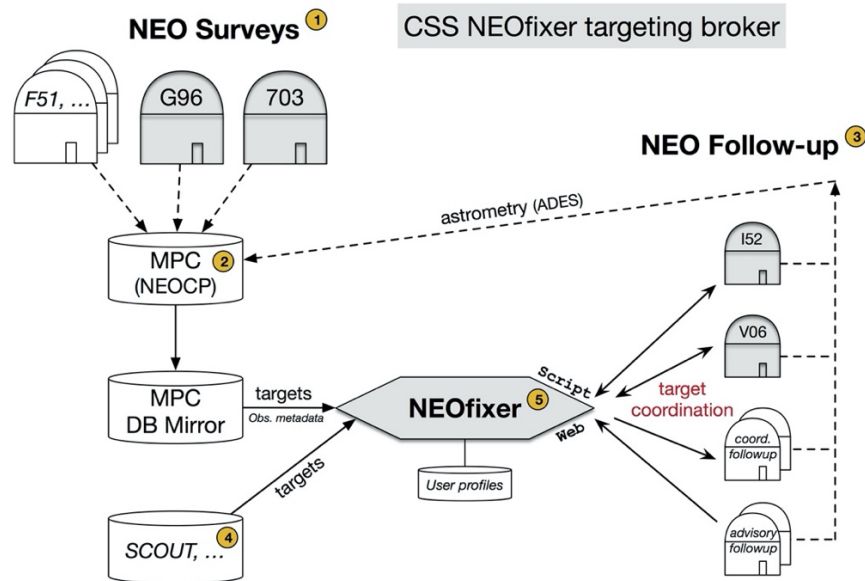 NEO Surveys 1
CSS NEOfixer targeting broker
F51, ...
G96
703
NEO Follow-up 3
astrometry (ADES)
I52
MPC 2
(NEOCP)
V06
MPC
DB Mirror
targets
Obs. metadata
NEOfixer 5
Script
Web
target
coordination
coord.
followup
User profiles
targets
SCOUT, ... 4
advisory
followup